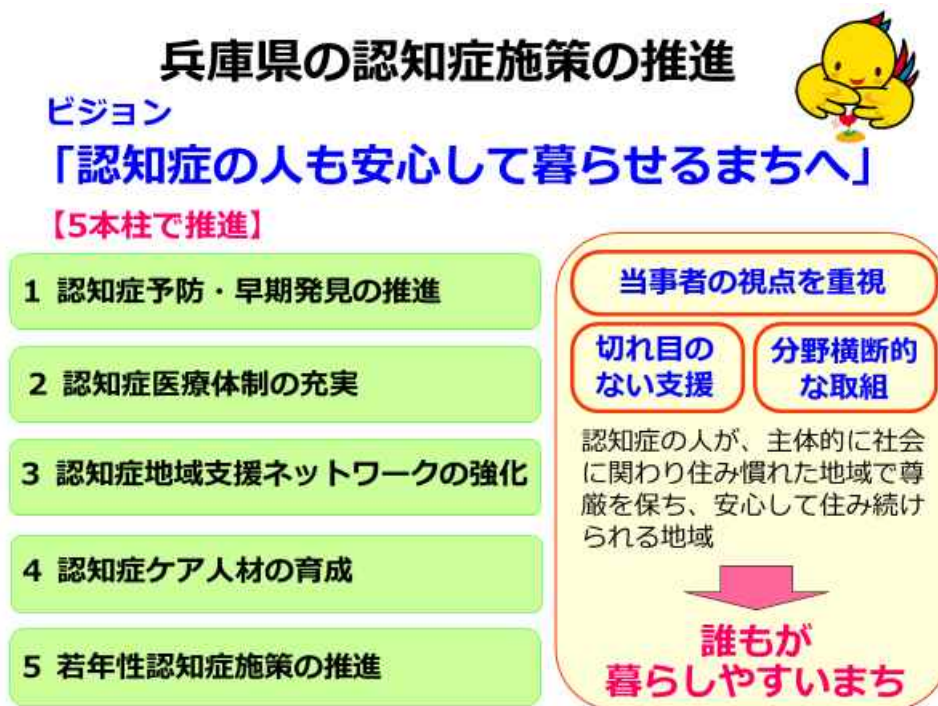 兵庫県の認知症施策の推進
ビジョン
「認知症の人も安心して暮らせるまちへ」
【5本柱で推進】
1 認知症予防・早期発見の推進
2 認知症医療体制の充実
3 認知症地域支援ネットワークの強化
4 認知症ケア人材の育成
5 若年性認知症施策の推進
当事者の視点を重視
切れ目の
ない支援
分野横断的
な取組
認知症の人が、主体的に社会
に関わり住み慣れた地域で尊
厳を保ち、安心して住み続け
られる地域
誰もが
暮らしやすいまち